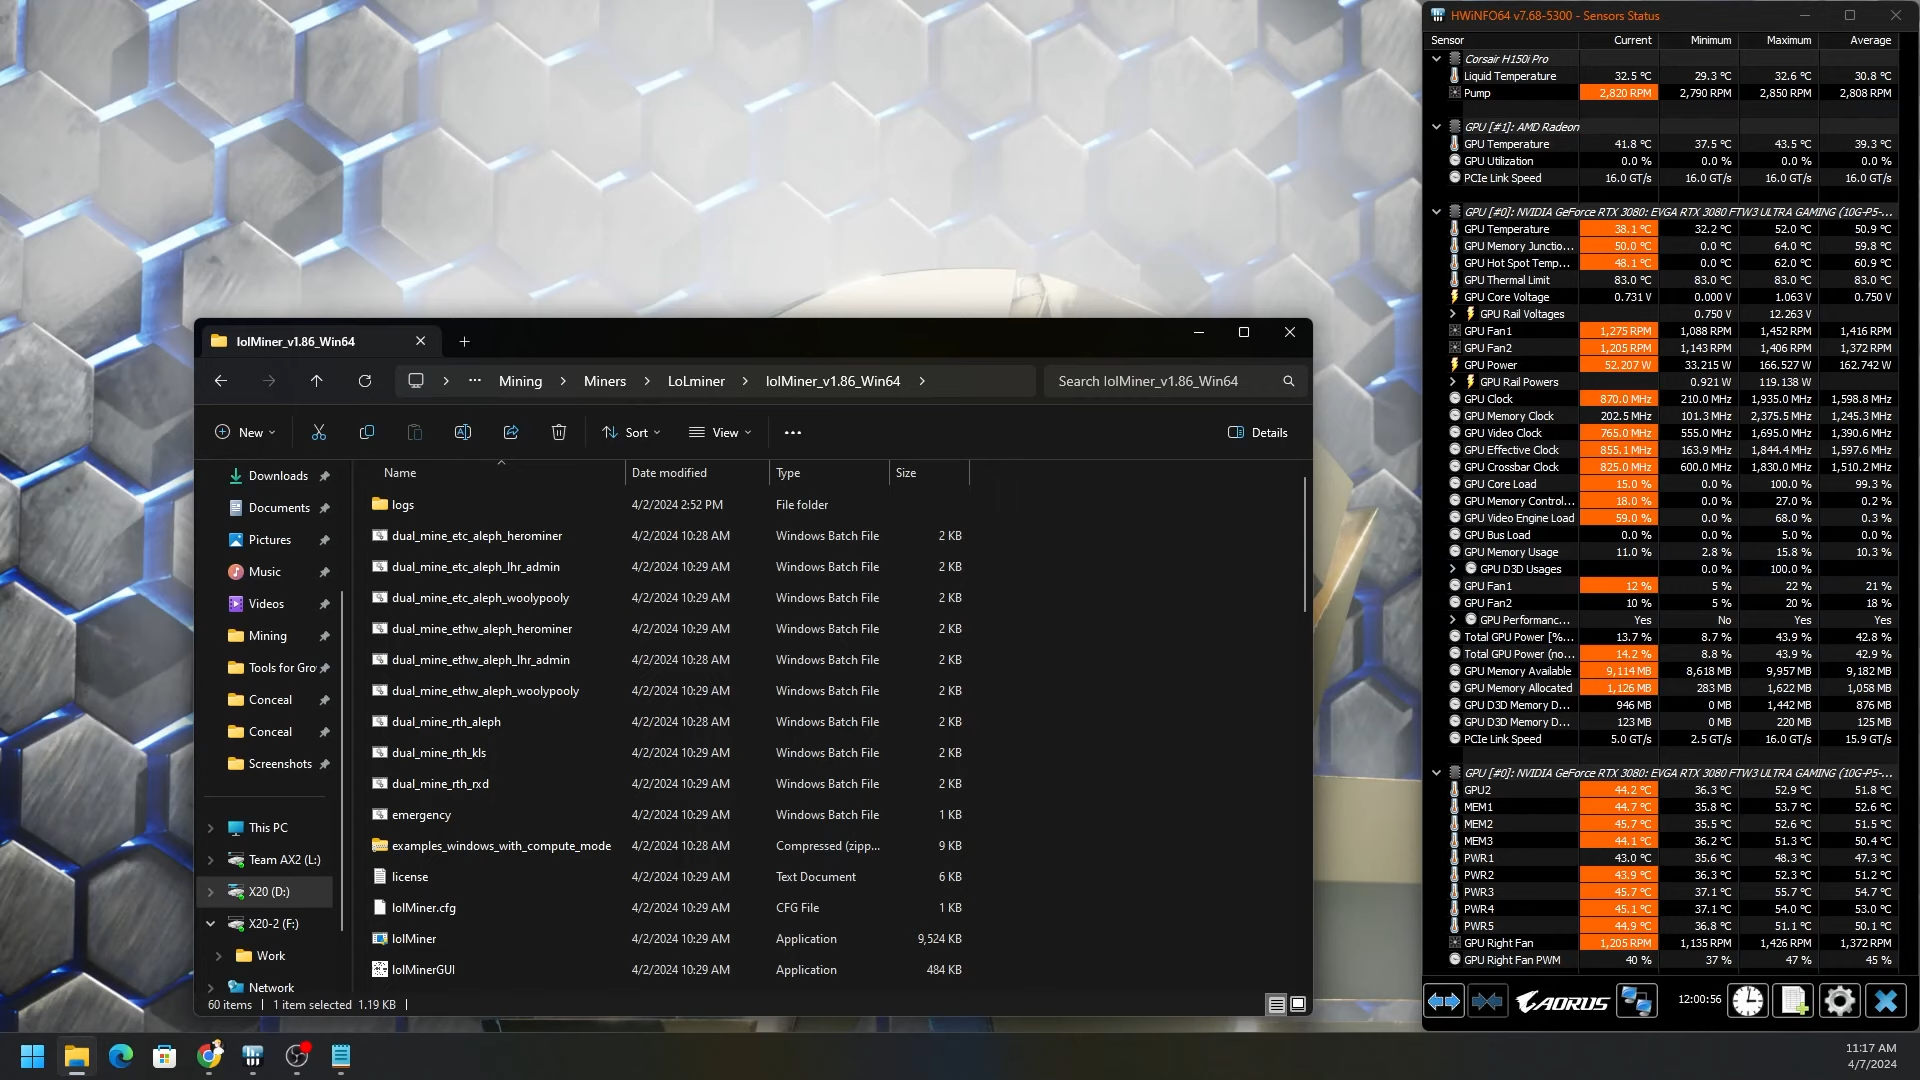 lolMiner_v1.86_Win64
Mining
Miners
LoLminer
lolMiner_v1.86_Win64
Search lolMiner_v1.86_Win64
New
Sort
View
Details
Name Date modified Type Size
Downloads
Documents
Pictures
Music
Videos
Mining
Tools for Gro
Conceal
Conceal
Screenshots
This PC
Team AX2 (L:)
X20 (D:)
X20-2 (F:)
Work
Network
logs 4/2/2024 2:52 PM File folder
dual_mine_etc_aleph_herominer 4/2/2024 10:28 AM Windows Batch File 2 KB
dual_mine_etc_aleph_lhr_admin 4/2/2024 10:29 AM Windows Batch File 2 KB
dual_mine_etc_aleph_woolypooly 4/2/2024 10:29 AM Windows Batch File 2 KB
dual_mine_ethw_aleph_herominer 4/2/2024 10:29 AM Windows Batch File 2 KB
dual_mine_ethw_aleph_lhr_admin 4/2/2024 10:28 AM Windows Batch File 2 KB
dual_mine_ethw_aleph_woolypooly 4/2/2024 10:29 AM Windows Batch File 2 KB
dual_mine_rth_aleph 4/2/2024 10:28 AM Windows Batch File 2 KB
dual_mine_rth_kls 4/2/2024 10:29 AM Windows Batch File 2 KB
dual_mine_rth_rxd 4/2/2024 10:29 AM Windows Batch File 2 KB
emergency 4/2/2024 10:29 AM Windows Batch File 1 KB
examples_windows_with_compute_mode 4/2/2024 10:28 AM Compressed (zipp... 9 KB
license 4/2/2024 10:29 AM Text Document 6 KB
lolMiner.cfg 4/2/2024 10:29 AM CFG File 1 KB
lolMiner 4/2/2024 10:29 AM Application 9,524 KB
lolMinerGUI 4/2/2024 10:29 AM Application 484 KB
60 items 1 item selected 1.19 KB
HWiNFO64 v7.68-5300 - Sensors Status
Sensor Current Minimum Maximum Average
Corsair H150i Pro
Liquid Temperature 32.5 °C 29.3 °C 32.6 °C 30.8 °C
Pump 2,820 RPM 2,790 RPM 2,850 RPM 2,808 RPM
GPU [#1]: AMD Radeon
GPU Temperature 41.8 °C 37.5 °C 43.5 °C 39.3 °C
GPU Utilization 0.0 % 0.0 % 0.0 % 0.0 %
PCIe Link Speed 16.0 GT/s 16.0 GT/s 16.0 GT/s 16.0 GT/s
GPU [#0]: NVIDIA GeForce RTX 3080: EVGA RTX 3080 FTW3 ULTRA GAMING (10G-P5-...
GPU Temperature 38.1 °C 32.2 °C 52.0 °C 50.9 °C
GPU Memory Junctio... 50.0 °C 0.0 °C 64.0 °C 59.8 °C
GPU Hot Spot Temp... 48.1 °C 0.0 °C 62.0 °C 60.9 °C
GPU Thermal Limit 83.0 °C 83.0 °C 83.0 °C 83.0 °C
GPU Core Voltage 0.731 V 0.000 V 1.063 V 0.750 V
GPU Rail Voltages 0.750 V 12.263 V
GPU Fan1 1,275 RPM 1,088 RPM 1,452 RPM 1,416 RPM
GPU Fan2 1,205 RPM 1,143 RPM 1,406 RPM 1,372 RPM
GPU Power 52.207 W 33.215 W 166.527 W 162.742 W
GPU Rail Powers 0.921 W 119.138 W
GPU Clock 870.0 MHz 210.0 MHz 1,935.0 MHz 1,598.8 MHz
GPU Memory Clock 202.5 MHz 101.3 MHz 2,375.5 MHz 1,245.3 MHz
GPU Video Clock 765.0 MHz 555.0 MHz 1,695.0 MHz 1,390.6 MHz
GPU Effective Clock 855.1 MHz 163.9 MHz 1,844.4 MHz 1,597.6 MHz
GPU Crossbar Clock 825.0 MHz 600.0 MHz 1,830.0 MHz 1,510.2 MHz
GPU Core Load 15.0 % 0.0 % 100.0 % 99.3 %
GPU Memory Control... 18.0 % 0.0 % 27.0 % 0.2 %
GPU Video Engine Load 59.0 % 0.0 % 68.0 % 0.3 %
GPU Bus Load 0.0 % 0.0 % 5.0 % 0.0 %
GPU Memory Usage 11.0 % 2.8 % 15.8 % 10.3 %
GPU D3D Usages 0.0 % 100.0 %
GPU Fan1 12 % 5 % 22 % 21 %
GPU Fan2 10 % 5 % 20 % 18 %
GPU Performanc... Yes No Yes Yes
Total GPU Power [%... 13.7 % 8.7 % 43.9 % 42.8 %
Total GPU Power (no... 14.2 % 8.8 % 43.9 % 42.9 %
GPU Memory Available 9,114 MB 8,618 MB 9,957 MB 9,182 MB
GPU Memory Allocated 1,126 MB 283 MB 1,622 MB 1,058 MB
GPU D3D Memory D... 946 MB 0 MB 1,442 MB 876 MB
GPU D3D Memory D... 123 MB 0 MB 220 MB 125 MB
PCIe Link Speed 5.0 GT/s 2.5 GT/s 16.0 GT/s 15.9 GT/s
GPU [#0]: NVIDIA GeForce RTX 3080: EVGA RTX 3080 FTW3 ULTRA GAMING (10G-P5-...
GPU2 44.2 °C 36.3 °C 52.9 °C 51.8 °C
MEM1 44.7 °C 35.8 °C 53.7 °C 52.6 °C
MEM2 45.7 °C 35.5 °C 52.6 °C 51.5 °C
MEM3 44.1 °C 36.2 °C 51.3 °C 50.4 °C
PWR1 43.0 °C 35.6 °C 48.3 °C 47.3 °C
PWR2 43.9 °C 36.3 °C 52.3 °C 51.2 °C
PWR3 45.7 °C 37.1 °C 55.7 °C 54.7 °C
PWR4 45.1 °C 37.1 °C 54.0 °C 53.0 °C
PWR5 44.9 °C 36.8 °C 51.1 °C 50.1 °C
GPU Right Fan 1,205 RPM 1,135 RPM 1,426 RPM 1,372 RPM
GPU Right Fan PWM 40 % 37 % 47 % 45 %
AORUS
12:00:56
11:17 AM
4/7/2024